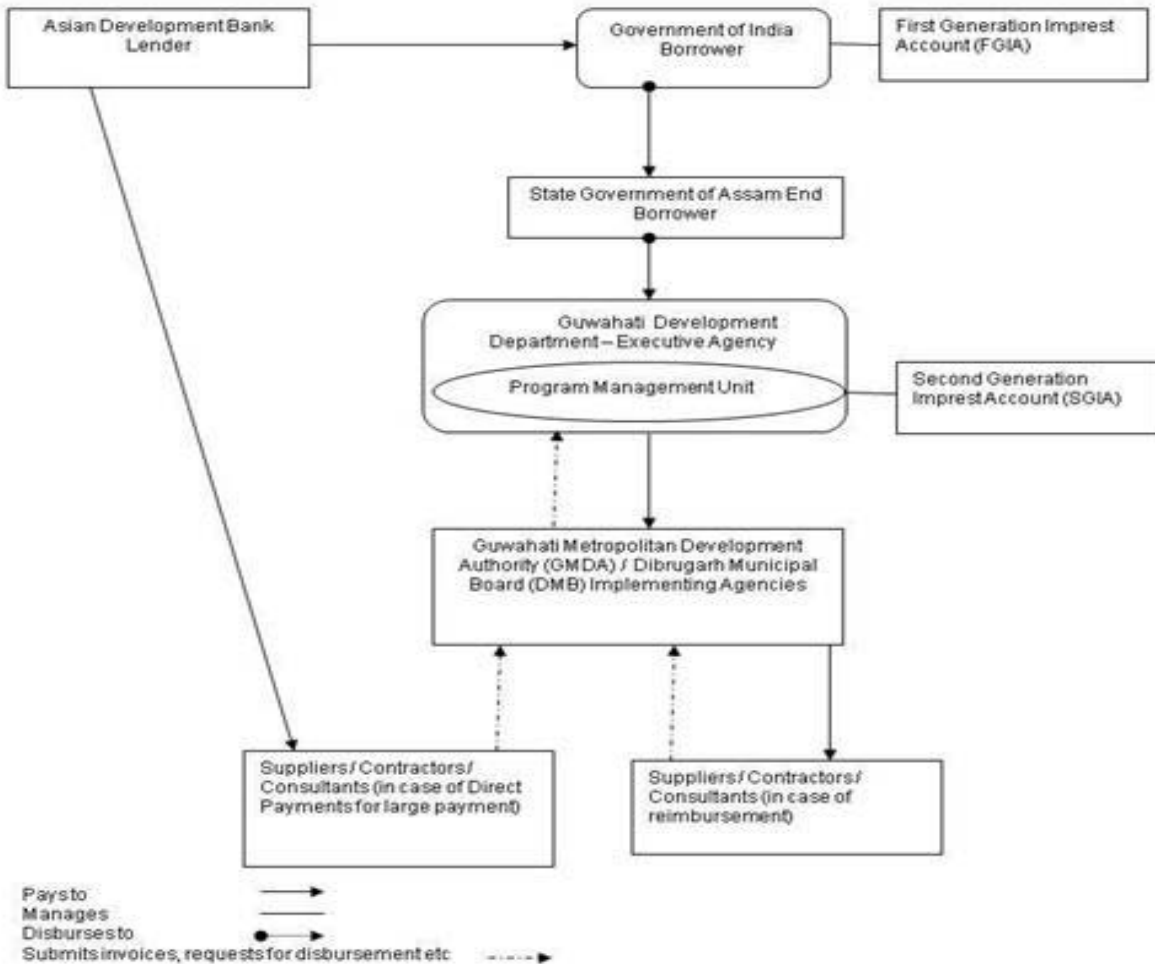 Asian Development Bank
Lender
Government of India
Borrower
First Generation Imprest
Account (FGIA)
State Government of Assam End
Borrower
Guwahati Development
Department – Executive Agency
Program Management Unit
Second Generation
Imprest Account (SGIA)
Guwahati Metropolitan Development
Authority (GMDA) / Dibrugarh Municipal
Board (DMB) Implementing Agencies
Suppliers / Contractors /
Consultants (in case of Direct
Payments for large payment)
Suppliers / Contractors /
Consultants (in case of
reimbursement)
Pays to
Manages
Disburses to
Submits invoices, requests for disbursement etc